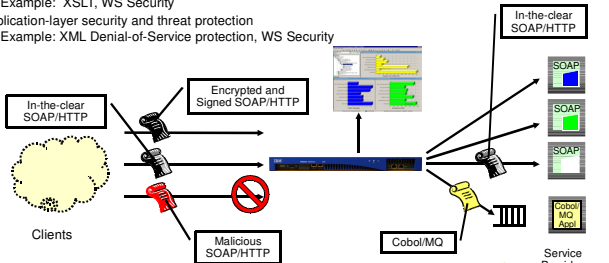 Example: XSLT, WS Security
plication-layer security and threat protection
Example: XML Denial-of-Service protection, WS Security
In-the-clear
SOAP/HTTP
Encrypted and
Signed SOAP/HTTP
In-the-clear
SOAP/HTTP
SOAP
SOAP
SOAP
Cobol/
MQ
Appl
Clients
Malicious
SOAP/HTTP
Cobol/MQ
Service